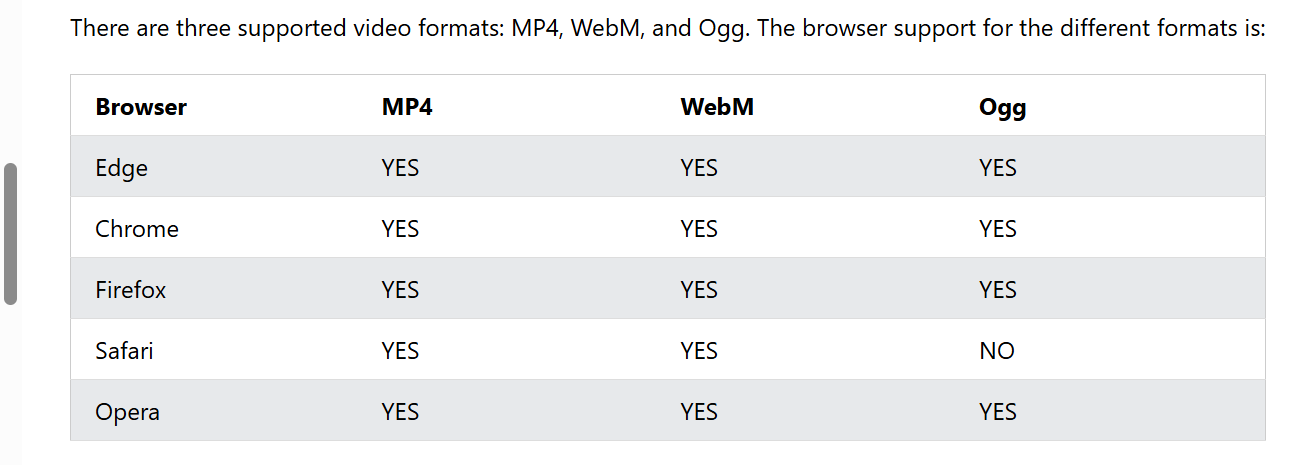 There are three supported video formats: MP4, WebM, and Ogg. The browser support for the different formats is:
Browser MP4 WebM Ogg
Edge YES YES YES
Chrome YES YES YES
Firefox YES YES YES
Safari YES YES NO
Opera YES YES YES